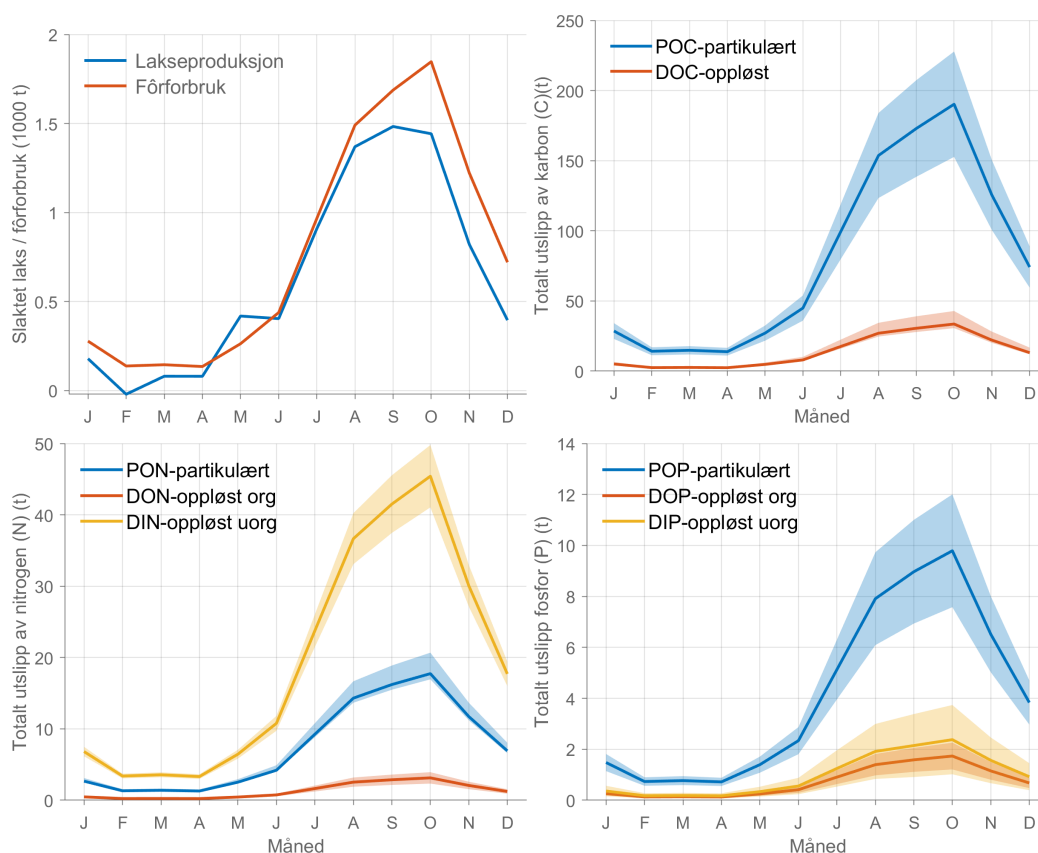 Slaktet laks / fôrforbruk (1000 t)
2
1.5
1
0.5
0
Lakseproduksjon
Fôrforbruk
J F M A M J J A S O N D
Totalt utslipp av karbon (C)(t)
250
200
150
100
50
0
POC-partikulært
DOC-oppløst
J F M A M J J A S O N D
Måned
Totalt utslipp av nitrogen (N) (t)
50
40
30
20
10
0
PON-partikulært
DON-oppløst org
DIN-oppløst uorg
J F M A M J J A S O N D
Måned
Totalt utslipp fosfor (P) (t)
14
12
10
8
6
4
2
0
POP-partikulært
DOP-oppløst org
DIP-oppløst uorg
J F M A M J J A S O N D
Måned